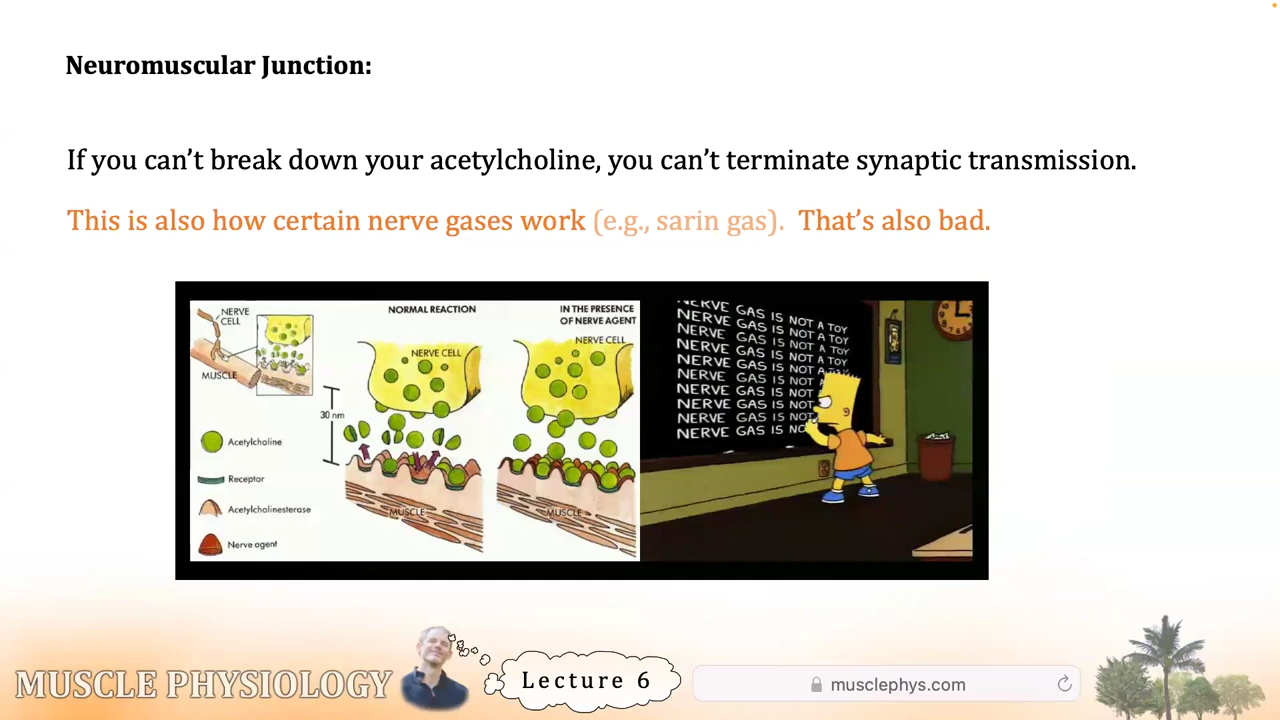 Neuromuscular Junction:
If you can’t break down your acetylcholine, you can’t terminate synaptic transmission.
This is also how certain nerve gases work (e.g., sarin gas). That’s also bad.
NERVE
CELL
MUSCLE
NORMAL REACTION
NERVE CELL
30 nm
MUSCLE
IN THE PRESENCE
OF NERVE AGENT
NERVE CELL
MUSCLE
Acetylcholine
Receptor
Acetylcholinesterase
Nerve agent
NERVE GAS IS NOT A TOY
NERVE GAS IS NOT A TOY
NERVE GAS IS NOT A TOY
NERVE GAS IS NOT A TOY
NERVE GAS IS NOT A TOY
NERVE GAS IS NOT A
NERVE GAS IS NOT
NERVE GAS IS NOT
NERVE GAS IS NO
MUSCLE PHYSIOLOGY
Lecture 6
musclephys.com